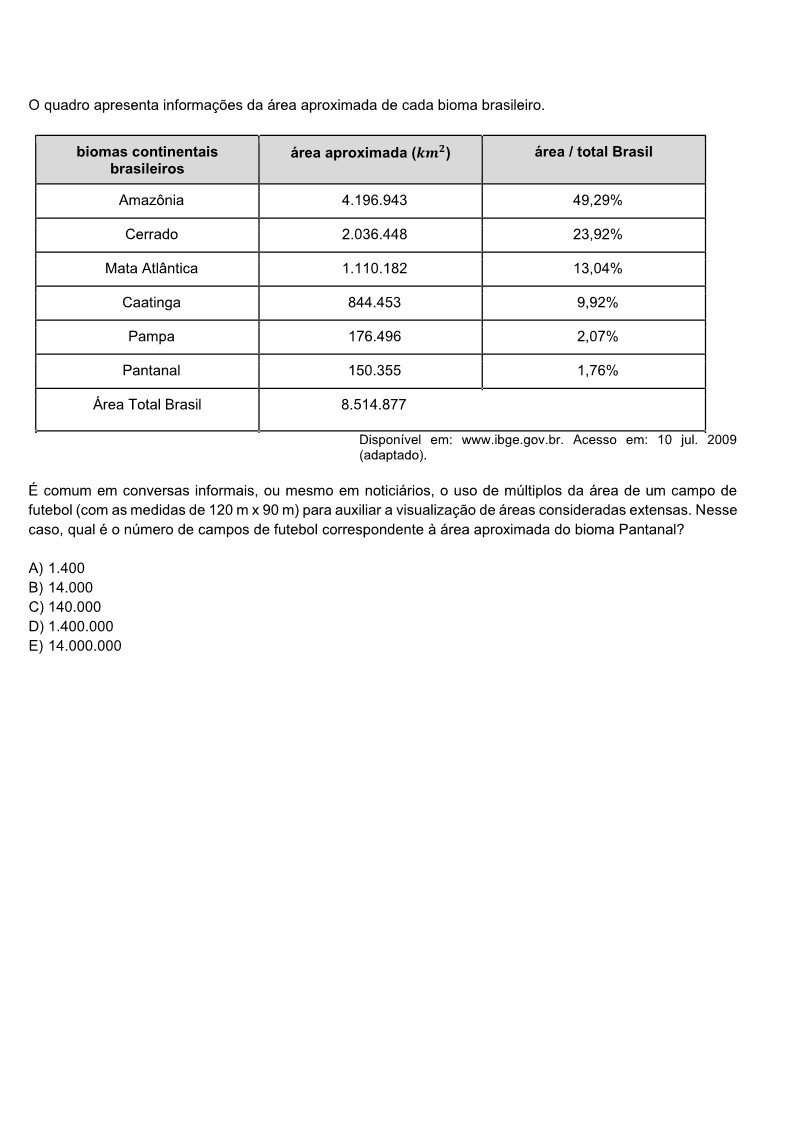 O quadro apresenta informações da área aproximada de cada bioma brasileiro.
biomas continentais brasileiros área aproximada (km²) área / total Brasil
Amazônia 4.196.943 49,29%
Cerrado 2.036.448 23,92%
Mata Atlântica 1.110.182 13,04%
Caatinga 844.453 9,92%
Pampa 176.496 2,07%
Pantanal 150.355 1,76%
Área Total Brasil 8.514.877
Disponível em: www.ibge.gov.br. Acesso em: 10 jul. 2009
(adaptado).
É comum em conversas informais, ou mesmo em noticiários, o uso de múltiplos da área de um campo de
futebol (com as medidas de 120 m x 90 m) para auxiliar a visualização de áreas consideradas extensas. Nesse
caso, qual é o número de campos de futebol correspondente à área aproximada do bioma Pantanal?
A) 1.400
B) 14.000
C) 140.000
D) 1.400.000
E) 14.000.000